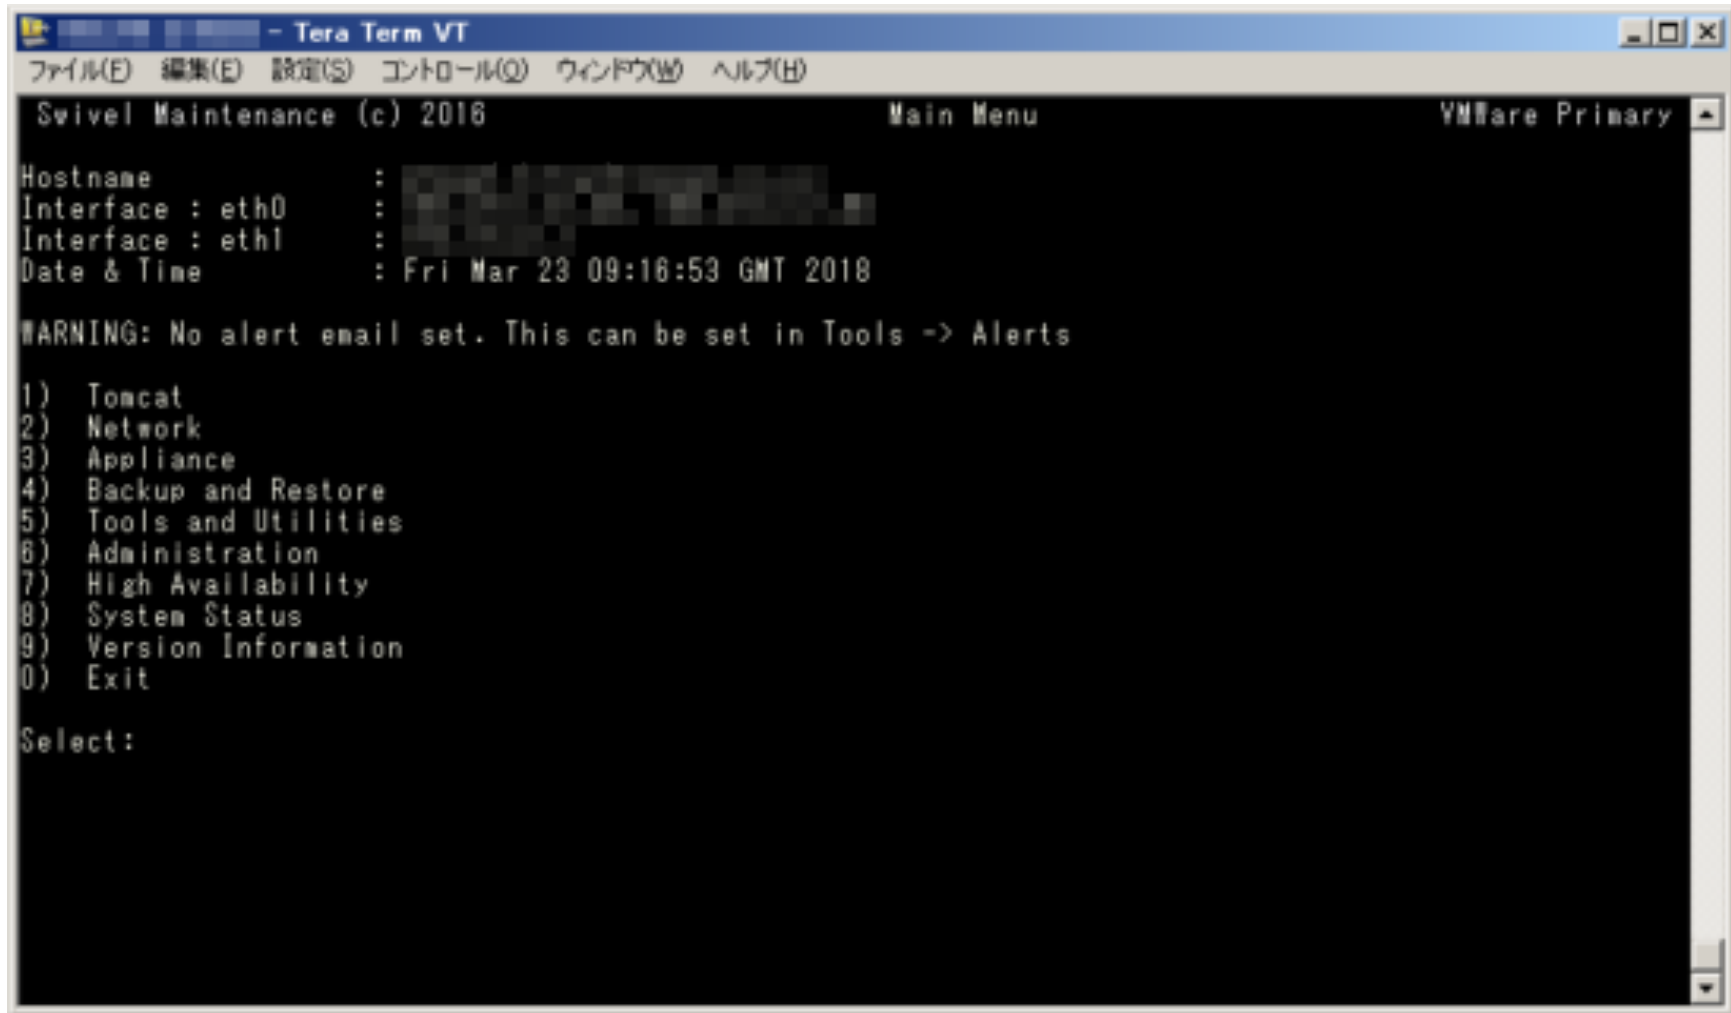 - Tera Term VT
ファイル(F) 編集(E) 設定(S) コントロール(O) ウィンドウ(W) ヘルプ(H)
Swivel Maintenance (c) 2016 Main Menu VMWare Primary
Hostname :
Interface : eth0 :
Interface : eth1 :
Date & Time : Fri Mar 23 09:16:53 GMT 2018
WARNING: No alert email set. This can be set in Tools -> Alerts
1) Tomcat
2) Network
3) Appliance
4) Backup and Restore
5) Tools and Utilities
6) Administration
7) High Availability
8) System Status
9) Version Information
0) Exit
Select: